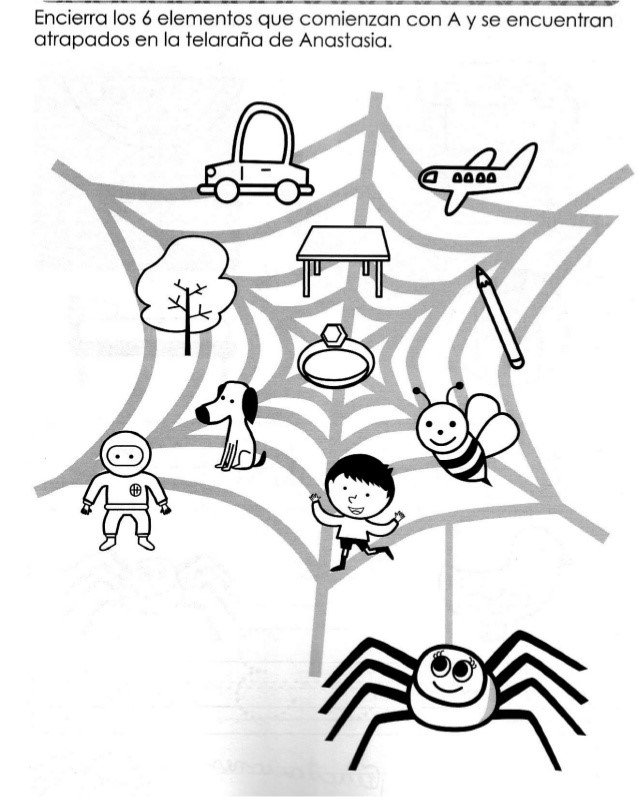 Encierra los 6 elementos que comienzan con A y se encuentran
atrapados en la telaraña de Anastasia.